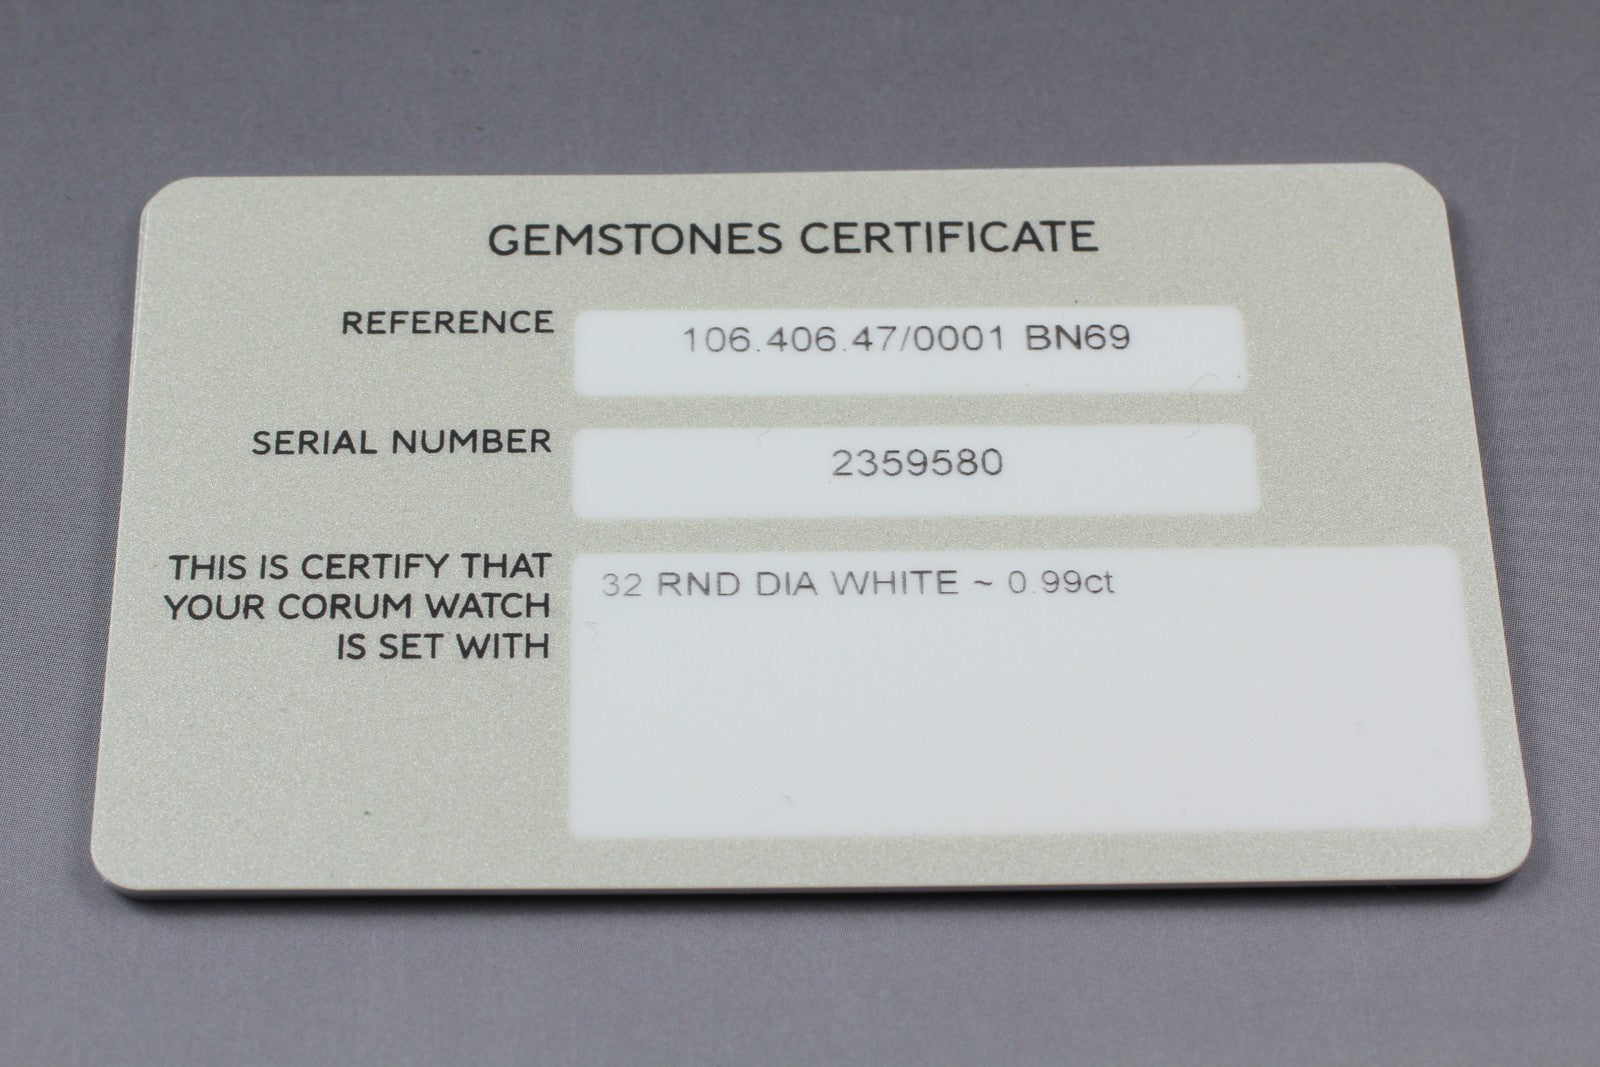 GEMSTONES CERTIFICATE
REFERENCE 106.406.47/0001 BN69
SERIAL NUMBER 2359580
THIS IS CERTIFY THAT 32 RND DIA WHITE ~ 0.99ct
YOUR CORUM WATCH
IS SET WITH